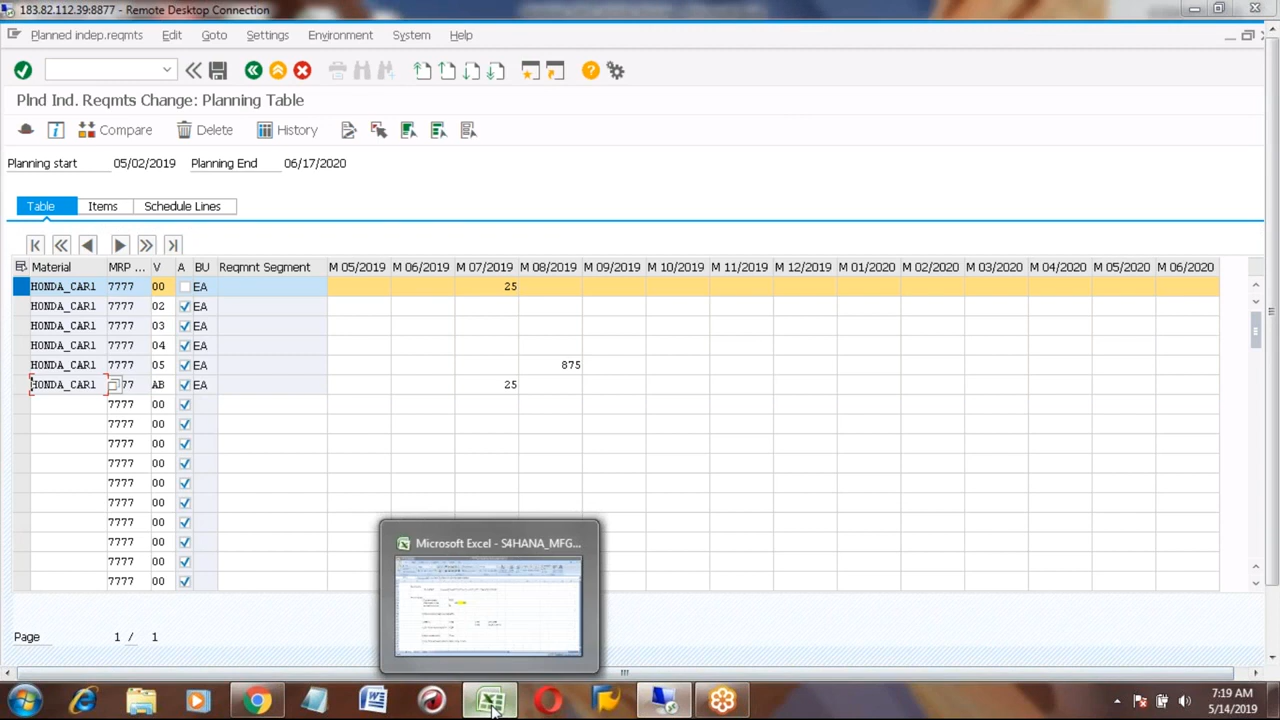 183.82.112.39:8877 - Remote Desktop Connection
Planned indep.reqmts Edit Goto Settings Environment System Help
Plnd Ind. Reqmts Change: Planning Table
Compare Delete History
Planning start 05/02/2019 Planning End 06/17/2020
Table Items Schedule Lines
Material MRP ... V A BU Reqmnt Segment M 05/2019 M 06/2019 M 07/2019 M 08/2019 M 09/2019 M 10/2019 M 11/2019 M 12/2019 M 01/2020 M 02/2020 M 03/2020 M 04/2020 M 05/2020 M 06/2020
HONDA_CAR1 7777 00 EA 25
HONDA_CAR1 7777 02 EA
HONDA_CAR1 7777 03 EA
HONDA_CAR1 7777 04 EA
HONDA_CAR1 7777 05 EA 875
HONDA_CAR1 77 AB EA 25
7777 00
7777 00
7777 00
7777 00
7777 00
7777 00
7777 00
7777 00
7777 00
7777 00
Microsoft Excel - S4HANA_MFG...
Page 1 / 1
7:19 AM
5/14/2019